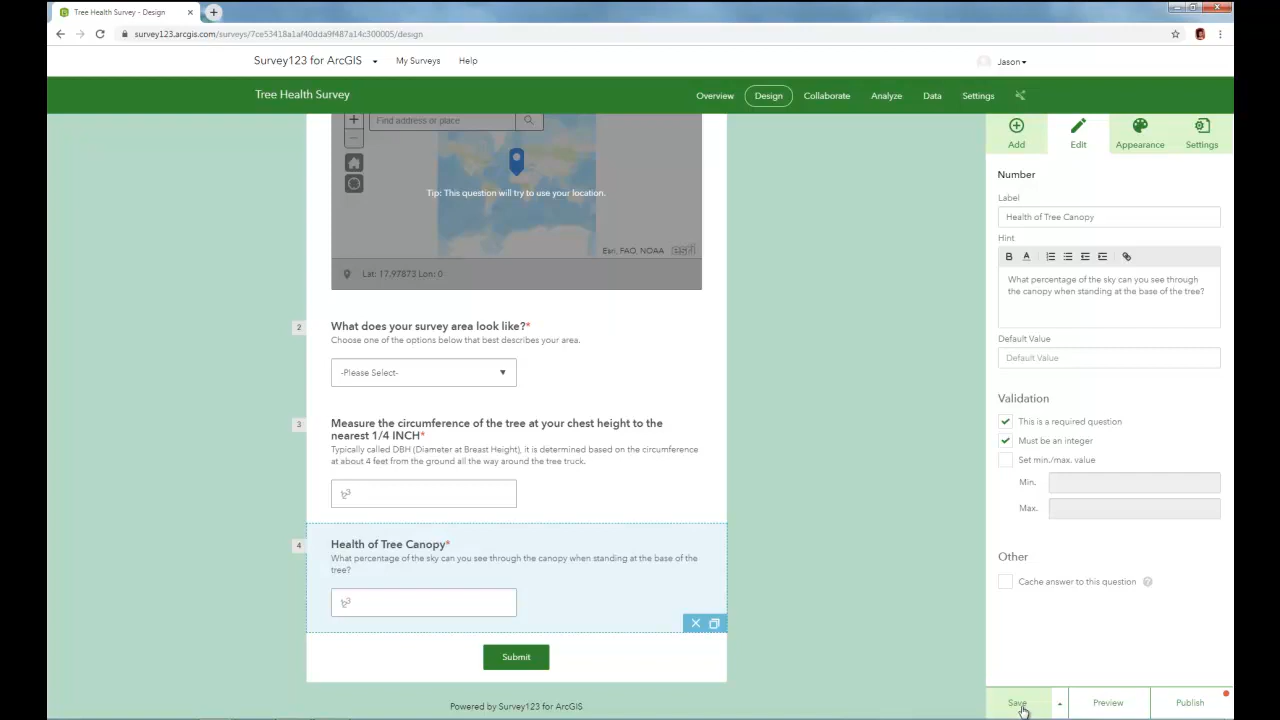 Tree Health Survey - Design
survey123.arcgis.com/surveys/7ce53418a1af40dda9f487a14c300005/design
Survey123 for ArcGIS My Surveys Help Jason
Tree Health Survey Overview Design Collaborate Analyze Data Settings
Find address or place
Tip: This question will try to use your location.
Esri, FAO, NOAA esri
Lat: 17.97873 Lon: 0
2 What does your survey area look like?*
Choose one of the options below that best describes your area.
-Please Select-
3 Measure the circumference of the tree at your chest height to the
nearest 1/4 INCH*
Typically called DBH (Diameter at Breast Height), it is determined based on the circumference
at about 4 feet from the ground all the way around the tree truck.
4 Health of Tree Canopy*
What percentage of the sky can you see through the canopy when standing at the base of the
tree?
Submit
Powered by Survey123 for ArcGIS
Add Edit Appearance Settings
Number
Label
Health of Tree Canopy
Hint
B A
What percentage of the sky can you see through
the canopy when standing at the base of the tree?
Default Value
Default Value
Validation
This is a required question
Must be an integer
Set min./max. value
Min.
Max.
Other
Cache answer to this question ?
Save Preview Publish